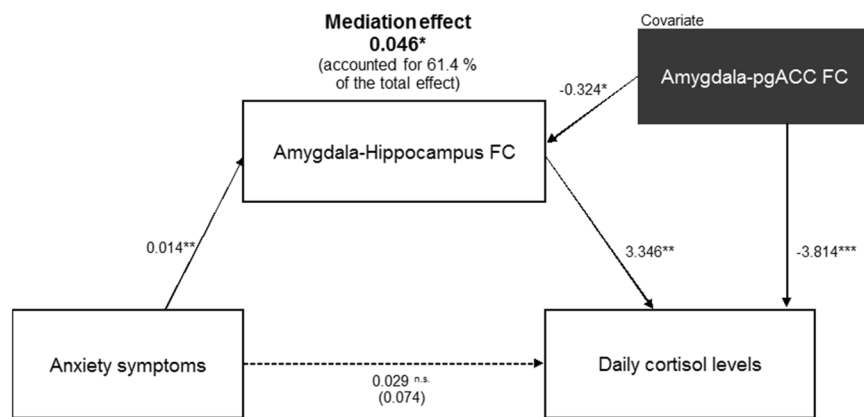 Mediation effect
0.046*
(accounted for 61.4 %
of the total effect)
Covariate
Amygdala-pgACC FC
-0.324*
Amygdala-Hippocampus FC
0.014**
3.346**
-3.814***
Anxiety symptoms
Daily cortisol levels
0.029 n.s.
(0.074)